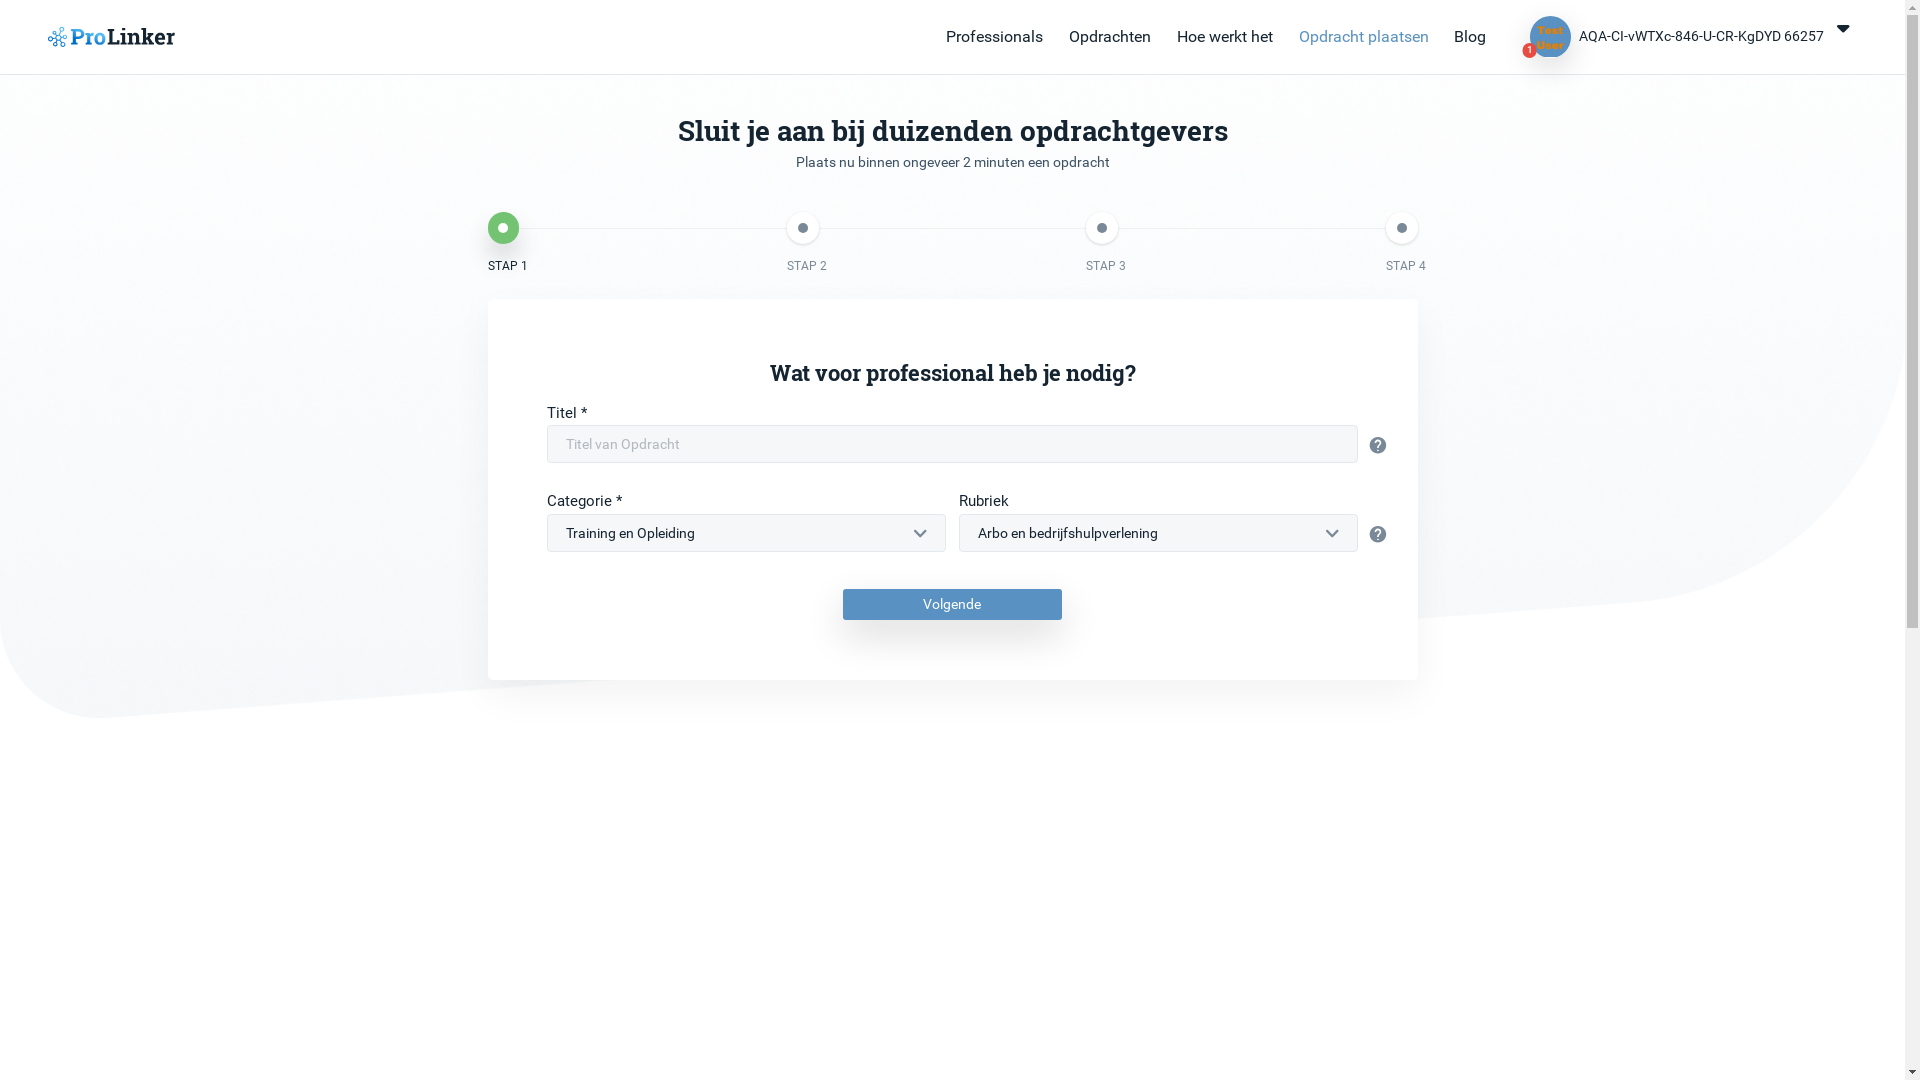 ProLinker
Professionals
Opdrachten
Hoe werkt het
Opdracht plaatsen
Blog
Test
User
1
AQA-CI-vWTXc-846-U-CR-KgDYD 66257
Sluit je aan bij duizenden opdrachtgevers
Plaats nu binnen ongeveer 2 minuten een opdracht
STAP 1
STAP 2
STAP 3
STAP 4
Wat voor professional heb je nodig?
Titel *
Titel van Opdracht
?
Categorie *
Rubriek
Training en Opleiding
Arbo en bedrijfshulpverlening
?
Volgende